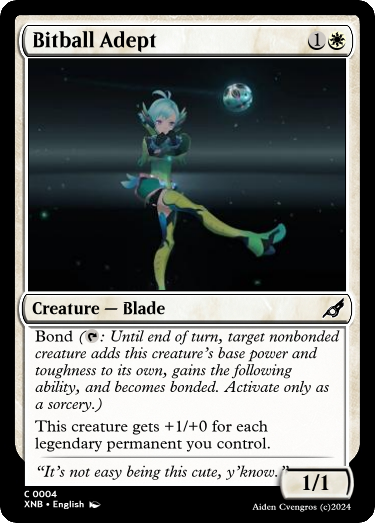 Bitball Adept 1
Creature — Blade
Bond (: Until end of turn, target nonbonded
creature adds this creature's base power and
toughness to its own, gains the following
ability, and becomes bonded. Activate only as
a sorcery.)
This creature gets +1/+0 for each
legendary permanent you control.
“It's not easy being this cute, y'know.”
1/1
C 0004
XNB • English
Aiden Cvengros (c)2024